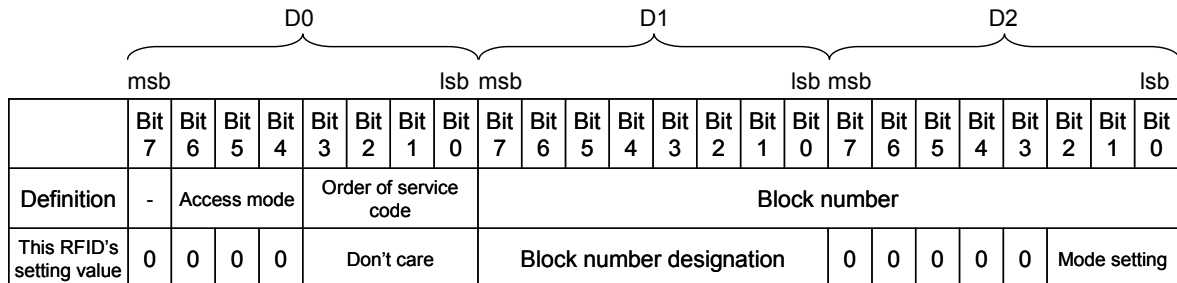 D0 D1 D2
msb lsb msb lsb msb lsb
Bit 7 Bit 6 Bit 5 Bit 4 Bit 3 Bit 2 Bit 1 Bit 0 Bit 7 Bit 6 Bit 5 Bit 4 Bit 3 Bit 2 Bit 1 Bit 0 Bit 7 Bit 6 Bit 5 Bit 4 Bit 3 Bit 2 Bit 1 Bit 0
Definition - Access mode Order of service code Block number
This RFID's setting value 0 0 0 0 Don't care Block number designation 0 0 0 0 0 Mode setting